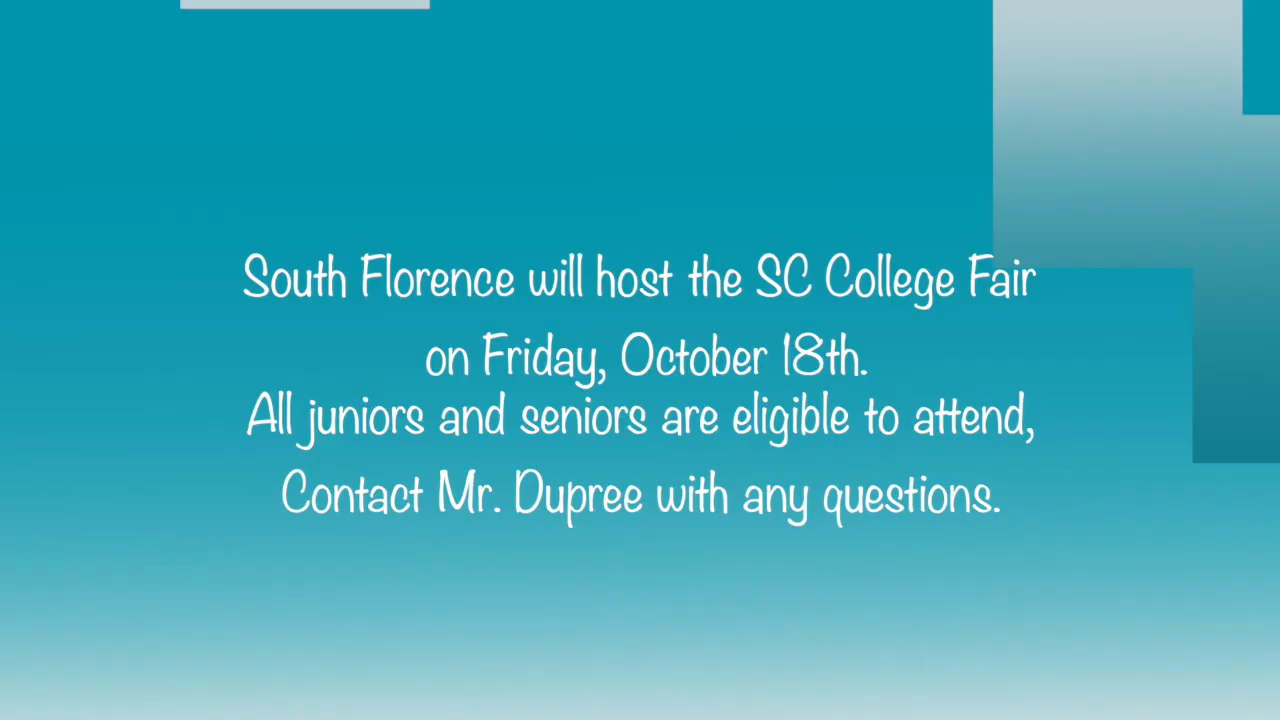 South Florence will host the SC College Fair
on Friday, October 18th.
All juniors and seniors are eligible to attend,
Contact Mr. Dupree with any questions.